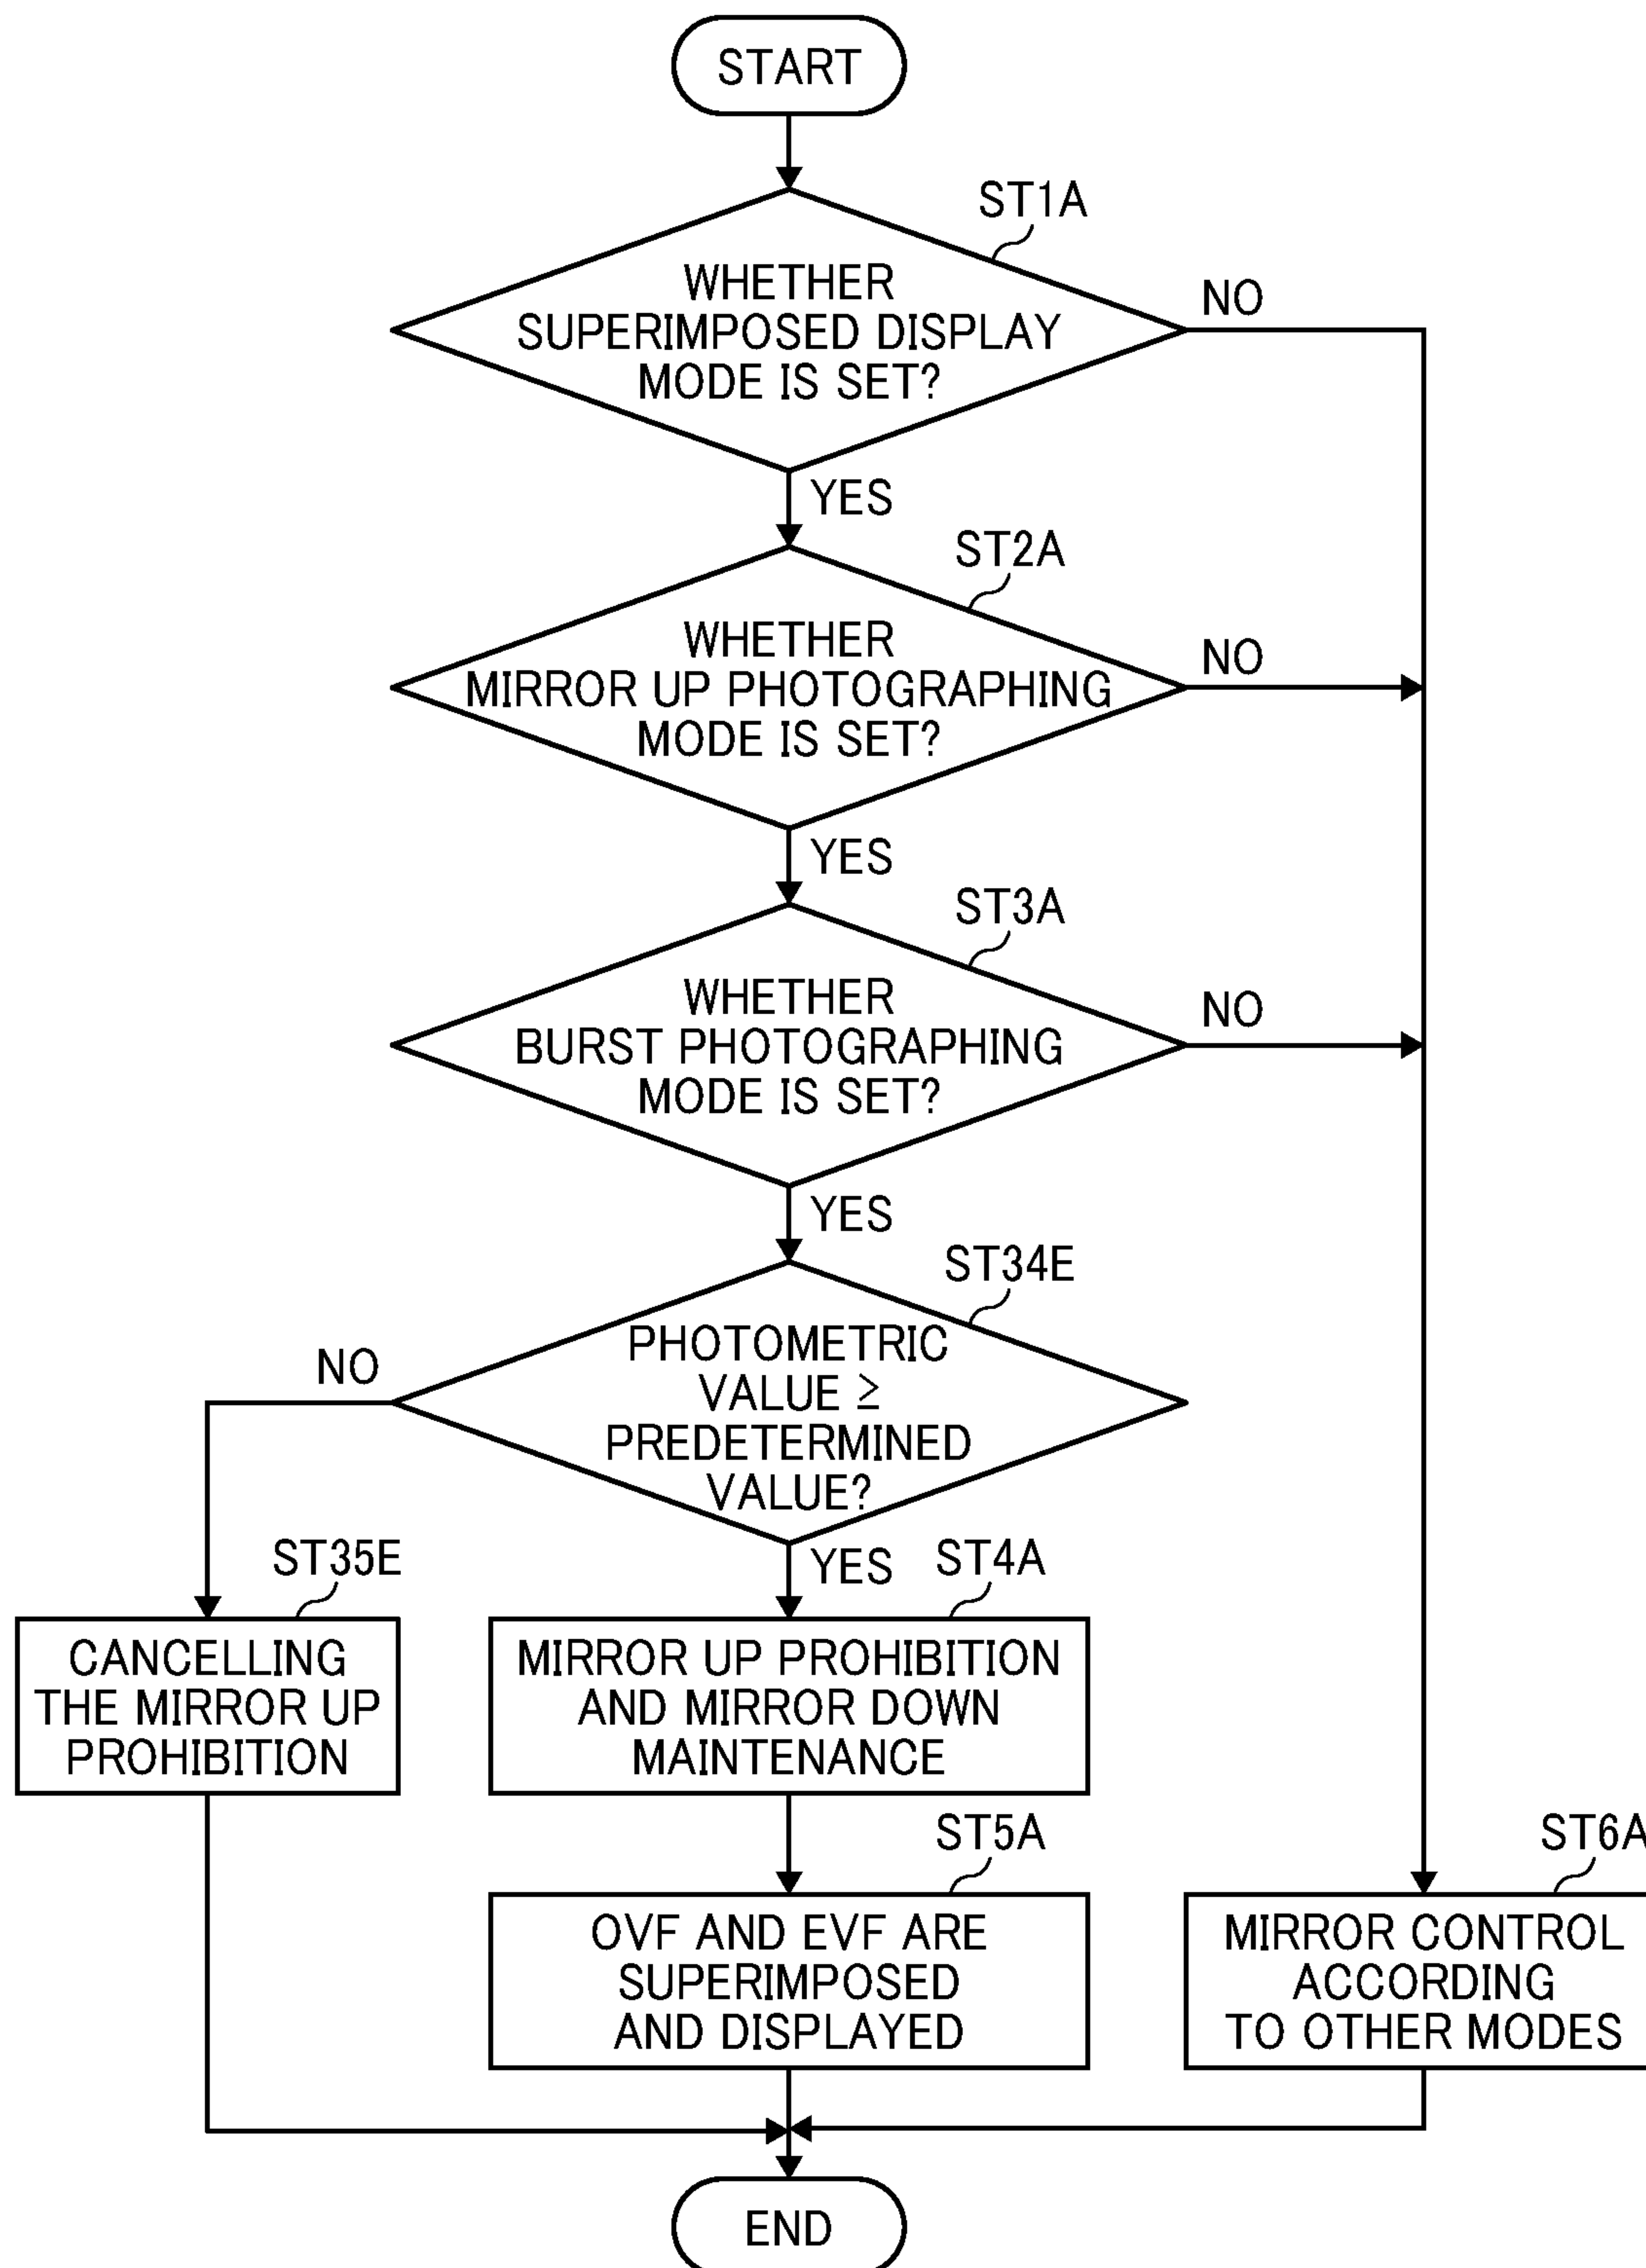 START
ST1A
WHETHER
SUPERIMPOSED DISPLAY
MODE IS SET?
NO
YES
ST2A
WHETHER
MIRROR UP PHOTOGRAPHING
MODE IS SET?
NO
YES
ST3A
WHETHER
BURST PHOTOGRAPHING
MODE IS SET?
NO
YES
ST34E
PHOTOMETRIC
VALUE ≥
PREDETERMINED
VALUE?
NO
YES
ST35E
CANCELLING
THE MIRROR UP
PROHIBITION
ST4A
MIRROR UP PROHIBITION
AND MIRROR DOWN
MAINTENANCE
ST5A
OVF AND EVF ARE
SUPERIMPOSED
AND DISPLAYED
ST6A
MIRROR CONTROL
ACCORDING
TO OTHER MODES
END